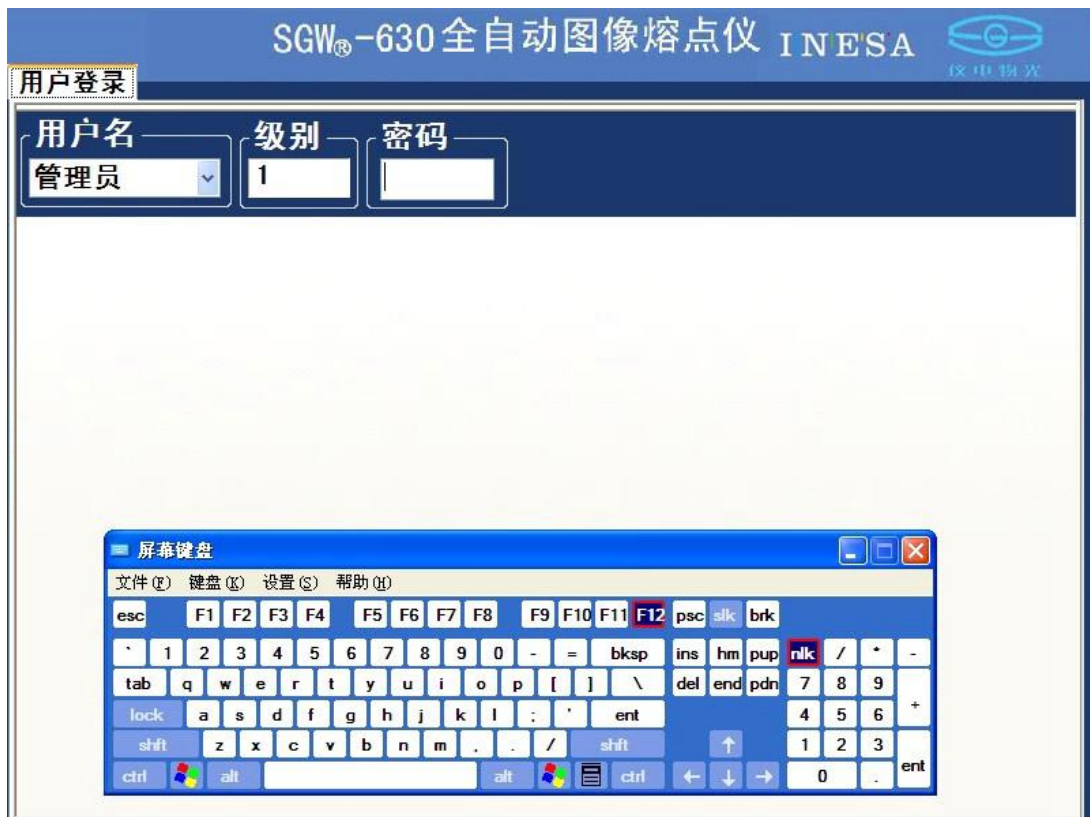 SGW®-630全自动图像熔点仪 INESA
仪电物光
用户登录
用户名 级别 密码
管理员 1
屏幕键盘
文件(F) 键盘(K) 设置(S) 帮助(H)
esc F1 F2 F3 F4 F5 F6 F7 F8 F9 F10 F11 F12 psc slk brk
` 1 2 3 4 5 6 7 8 9 0 - = bksp ins hm pup nlk / * -
tab q w e r t y u i o p [ ] \ del end pdn 7 8 9 +
lock a s d f g h j k l ; ' ent 4 5 6
shft z x c v b n m , . / shft ↑ 1 2 3 ent
ctrl alt alt ctrl ← ↓ → 0 .